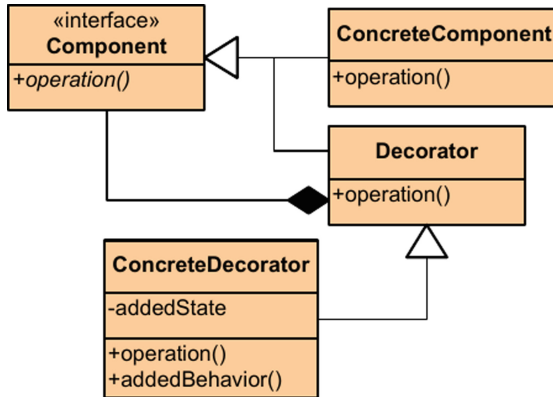 «interface»
Component
+operation()
ConcreteComponent
+operation()
Decorator
+operation()
ConcreteDecorator
-addedState
+operation()
+addedBehavior()